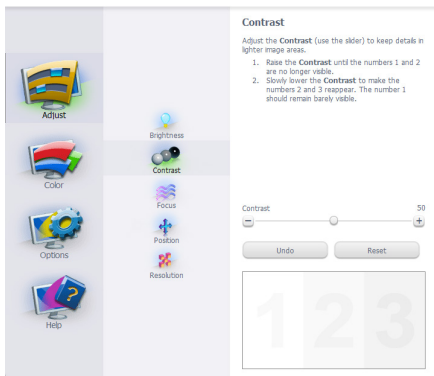 Adjust
Color
Options
Help
Brightness
Contrast
Focus
Position
Resolution
Contrast
Adjust the Contrast (use the slider) to keep details in
lighter image areas.
1. Raise the Contrast until the numbers 1 and 2
are no longer visible.
2. Slowly lower the Contrast to make the
numbers 2 and 3 reappear. The number 1
should remain barely visible.
Contrast 50
Undo Reset
1 2 3